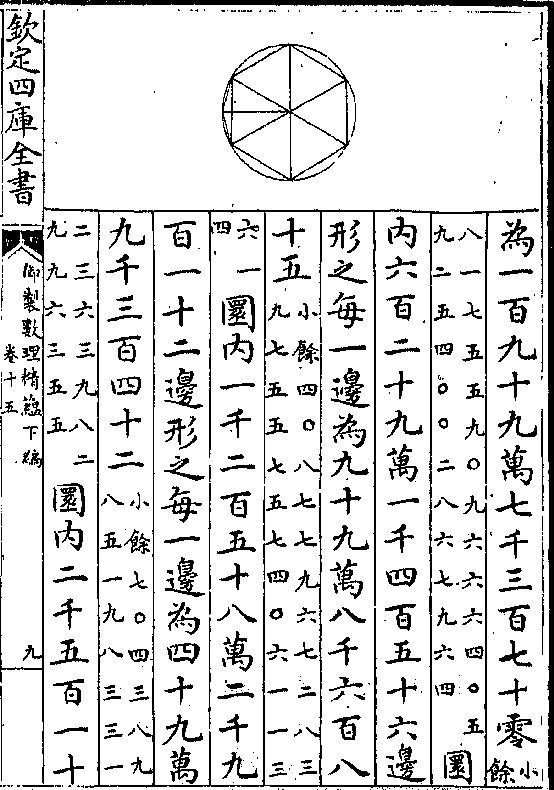 為一百九十九萬七千三百七十零小餘
八一七五五九〇九六六六四〇五
九二五四〇〇二八六七九六四圜
内六百二十九萬一千四百五十六邊
形之每一邊為九十九萬八千六百八
十五小餘四〇八七七九六七二八三
九七五五七五七四〇六一一三
六一四圜内一千二百五十八萬二千九
百一十二邊形之每一邊為四十九萬
九千三百四十二小餘七〇四三八九
八五一九八三三一
二三六三九八二
九九六三五五圜内二千五百一十
欽定四庫全書
御製數理精藴下編
卷十五
九